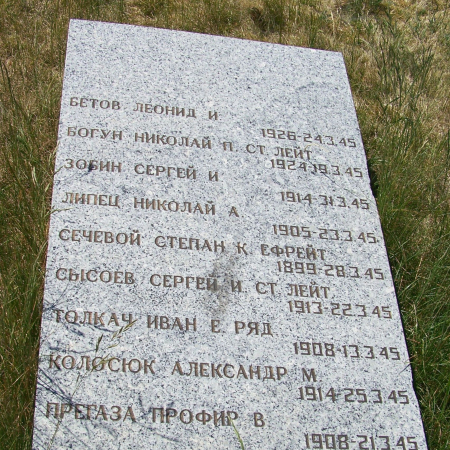 БЕТОВ ЛЕОНИД И
1926-24.3.45
БОГУН НИКОЛАЙ П. СТ. ЛЕЙТ.
1924-19.3.45
ЗОБИН СЕРГЕЙ И
1914-31.3.45
ЛИПЕЦ НИКОЛАЙ А
1905-23.3.45
СЕЧЕВОЙ СТЕПАН К. ЕФРЕЙТ.
1899-28.3.45
СЫСОЕВ СЕРГЕЙ И. СТ. ЛЕЙТ.
1913-22.3.45
ТОЛКАЧ ИВАН Е. РЯД.
1908-13.3.45
КОЛОСЮК АЛЕКСАНДР М
1914-25.3.45
ПРЕГАЗА ПРОФИР В
1908-21.3.45